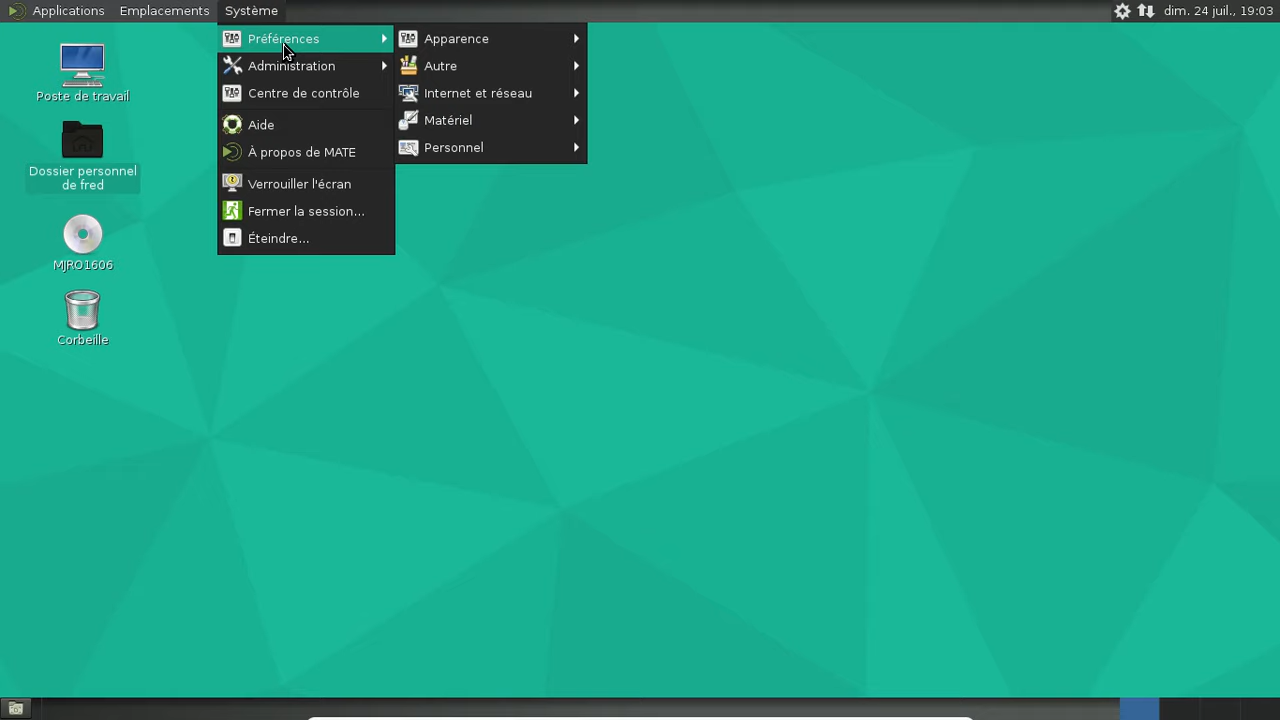 Applications Emplacements Système dim. 24 juil., 19:03
Préférences
Administration
Centre de contrôle
Aide
À propos de MATE
Verrouiller l'écran
Fermer la session...
Éteindre...
Apparence
Autre
Internet et réseau
Matériel
Personnel
Poste de travail
Dossier personnel
de fred
MJRO1606
Corbeille